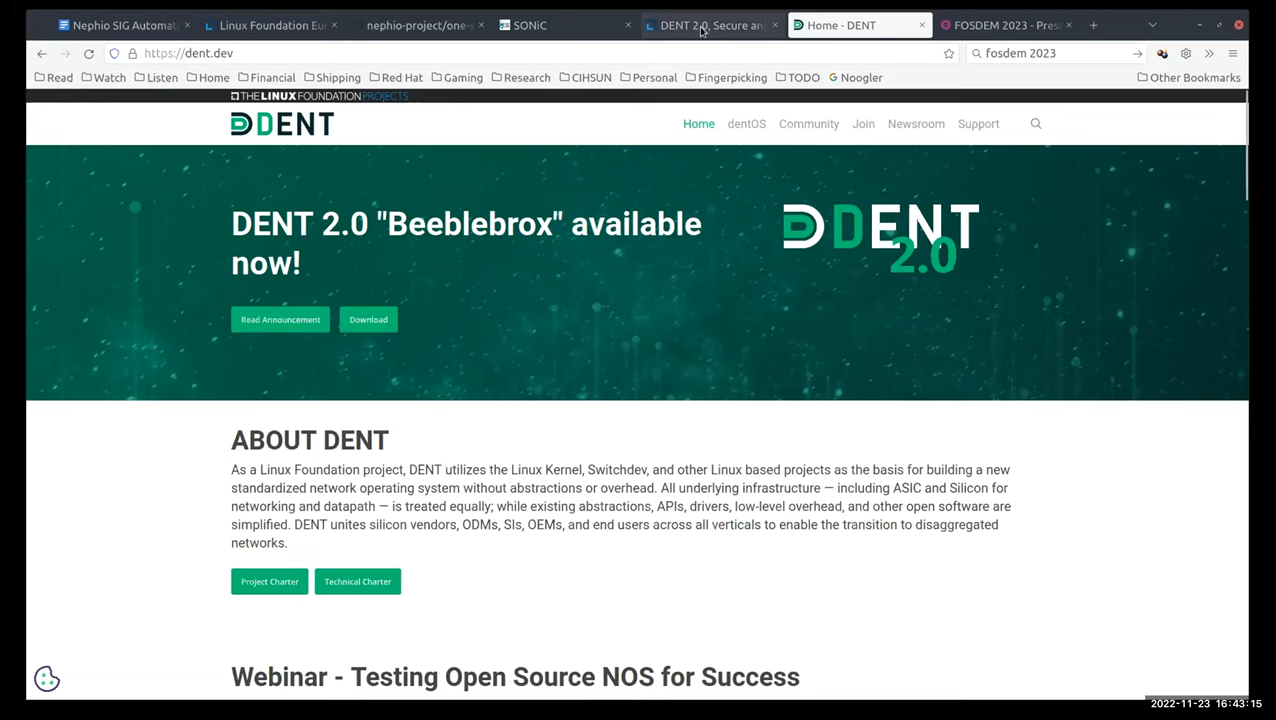 Nephio SIG Automati
Linux Foundation Eu
nephio-project/one-s
SONiC
DENT 2.0, Secure an
Home - DENT
FOSDEM 2023 - Pres
https://dent.dev
fosdem 2023
Read Watch Listen Home Financial Shipping Red Hat Gaming Research CIHSUN Personal Fingerpicking TODO Noogler Other Bookmarks
THE LINUX FOUNDATION PROJECTS
DENT
Home dentOS Community Join Newsroom Support
DENT 2.0 "Beeblebrox" available
now!
DENT
2.0
Read Announcement
Download
ABOUT DENT
As a Linux Foundation project, DENT utilizes the Linux Kernel, Switchdev, and other Linux based projects as the basis for building a new
standardized network operating system without abstractions or overhead. All underlying infrastructure — including ASIC and Silicon for
networking and datapath — is treated equally; while existing abstractions, APIs, drivers, low-level overhead, and other open software are
simplified. DENT unites silicon vendors, ODMs, SIs, OEMs, and end users across all verticals to enable the transition to disaggregated
networks.
Project Charter
Technical Charter
Webinar - Testing Open Source NOS for Success
2022-11-23 16:43:15